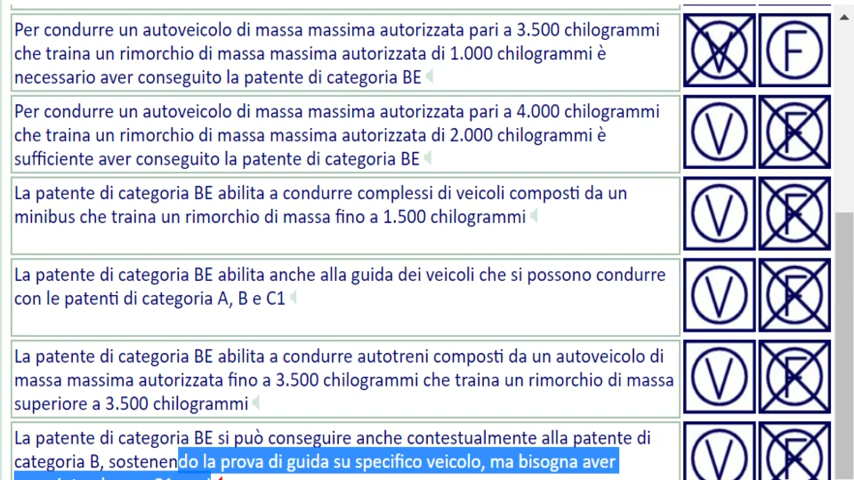 Per condurre un autoveicolo di massa massima autorizzata pari a 3.500 chilogrammi
che traina un rimorchio di massa massima autorizzata di 1.000 chilogrammi è
necessario aver conseguito la patente di categoria BE
V F
Per condurre un autoveicolo di massa massima autorizzata pari a 4.000 chilogrammi
che traina un rimorchio di massa massima autorizzata di 2.000 chilogrammi è
sufficiente aver conseguito la patente di categoria BE
V F
La patente di categoria BE abilita a condurre complessi di veicoli composti da un
minibus che traina un rimorchio di massa fino a 1.500 chilogrammi
V F
La patente di categoria BE abilita anche alla guida dei veicoli che si possono condurre
con le patenti di categoria A, B e C1
V F
La patente di categoria BE abilita a condurre autotreni composti da un autoveicolo di
massa massima autorizzata fino a 3.500 chilogrammi che traina un rimorchio di massa
superiore a 3.500 chilogrammi
V F
La patente di categoria BE si può conseguire anche contestualmente alla patente di
categoria B, sostenendo la prova di guida su specifico veicolo, ma bisogna aver
V F